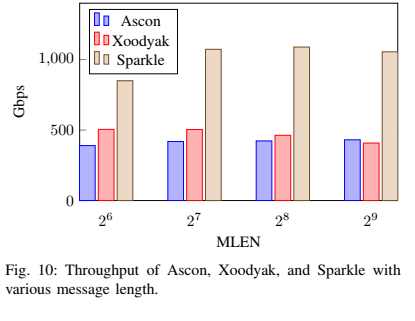 Ascon
Xoodyak
Sparkle
1,000
500
0
Gbps
2^6 2^7 2^8 2^9
MLEN
Fig. 10: Throughput of Ascon, Xoodyak, and Sparkle with
various message length.